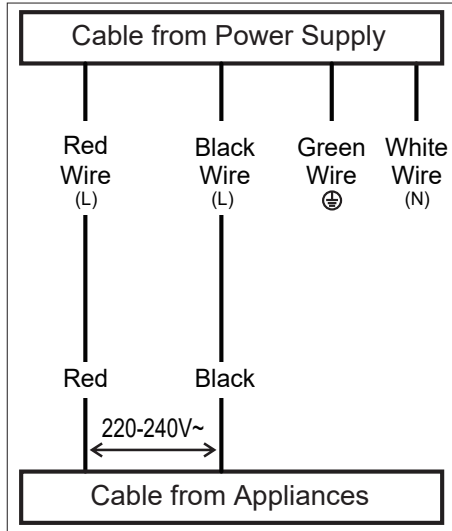 Cable from Power Supply
Red Black Green White
Wire Wire Wire Wire
(L) (L) ⏚ (N)
Red Black
220-240V~
Cable from Appliances